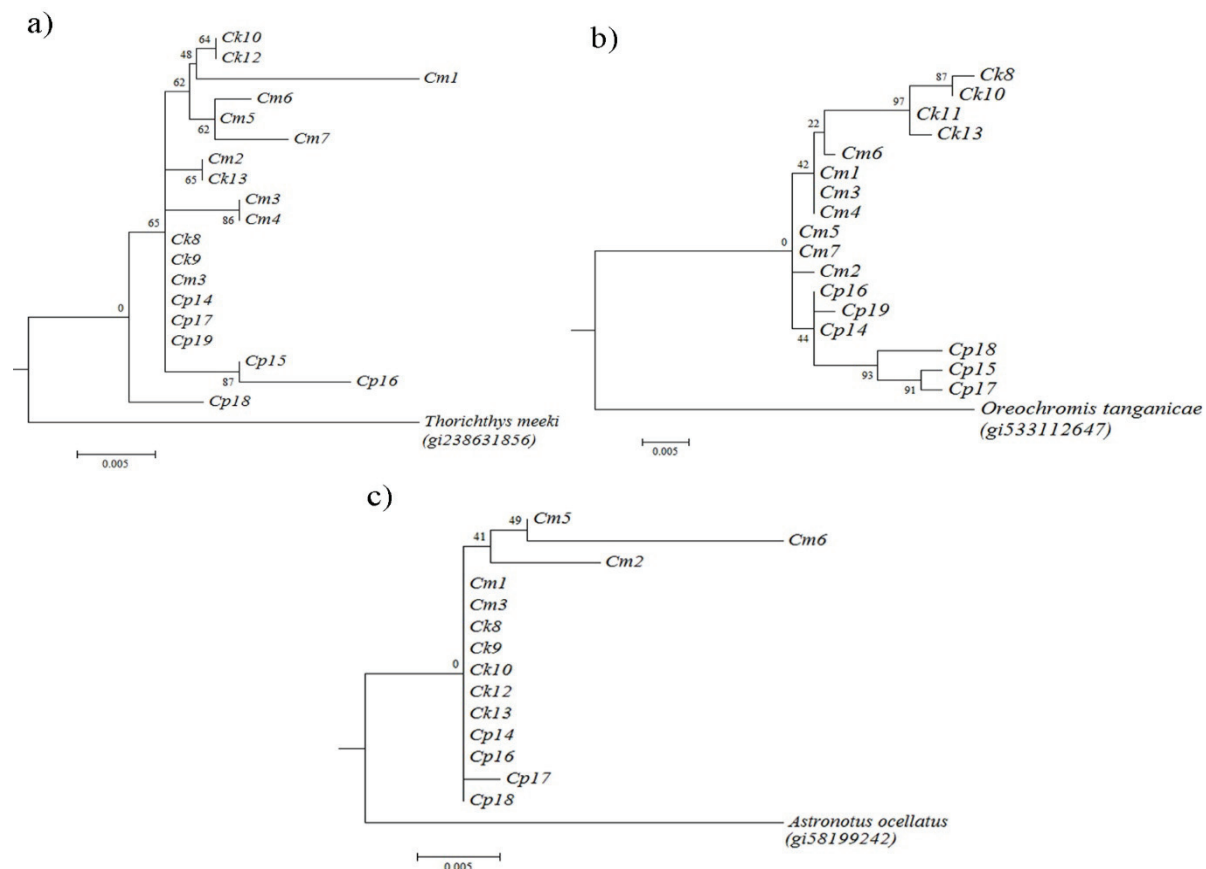 a)
64
Ck10
Ck12
48
Cm1
62
Cm6
Cm5
62
Cm7
Cm2
65
Ck13
Cm3
86
Cm4
65
Ck8
Ck9
Cm3
Cp14
Cp17
Cp19
0
Cp15
87
Cp16
Cp18
Thorichthys meeki
(gi238631856)
0.005
b)
87
Ck8
Ck10
97
Ck11
Ck13
22
Cm6
42
Cm1
Cm3
Cm4
Cm5
0
Cm7
Cm2
Cp16
Cp19
Cp14
44
Cp18
93
Cp15
91
Cp17
Oreochromis tanganicae
(gi533112647)
0.005
c)
49
Cm5
41
Cm6
Cm2
Cm1
Cm3
Ck8
Ck9
0
Ck10
Ck12
Ck13
Cp14
Cp16
Cp17
Cp18
Astronotus ocellatus
(gi58199242)
0.005